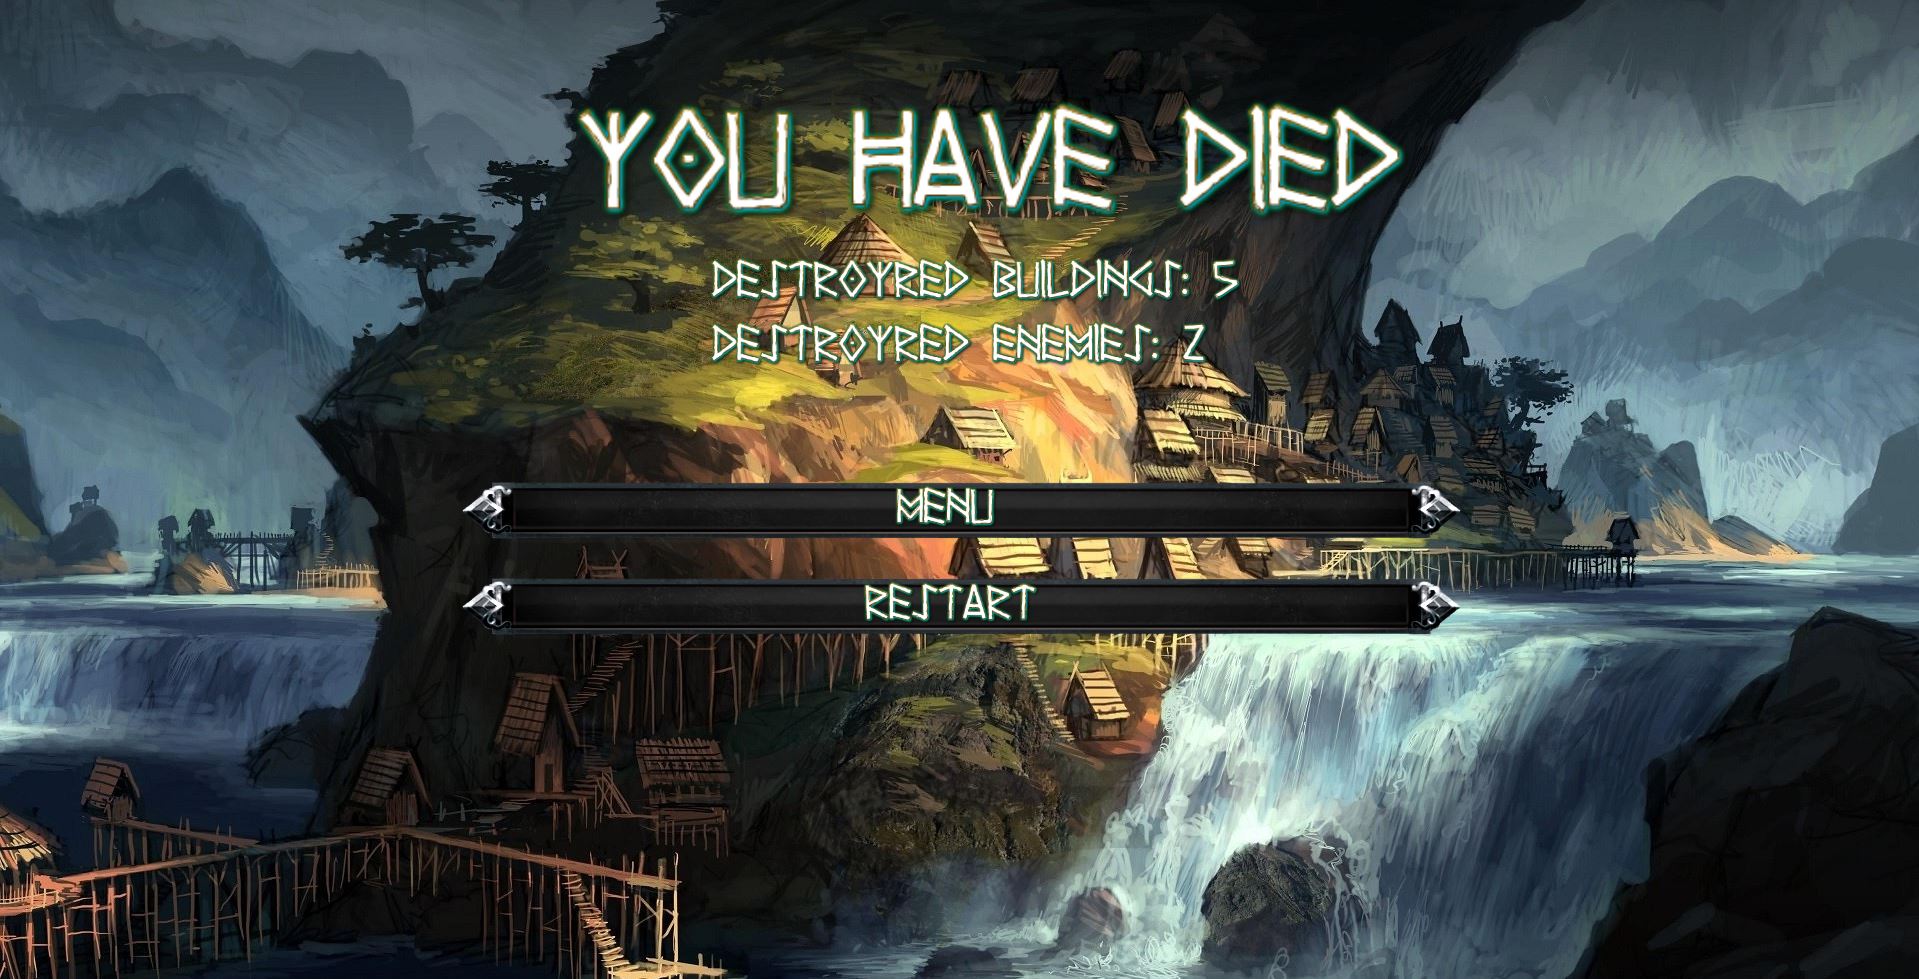 YOU HAVE DIED
DESTROYRED BUILDINGS: 5
DESTROYRED ENEMIES: 2
MENU
RESTART